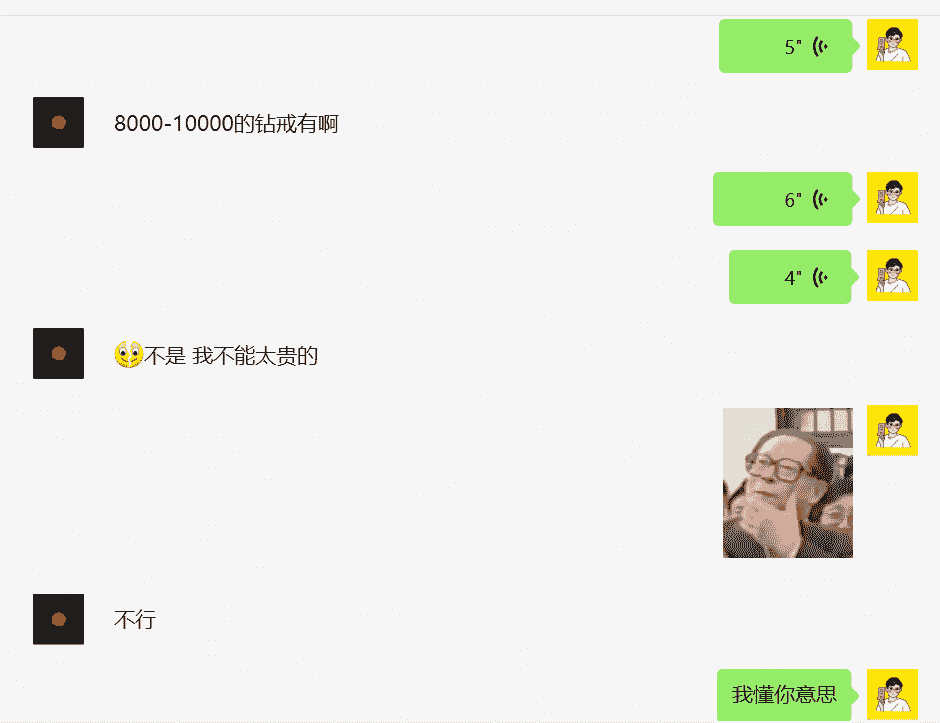 5"
8000-10000的钻戒有啊
6"
4"
不是 我不能太贵的
不行
我懂你意思